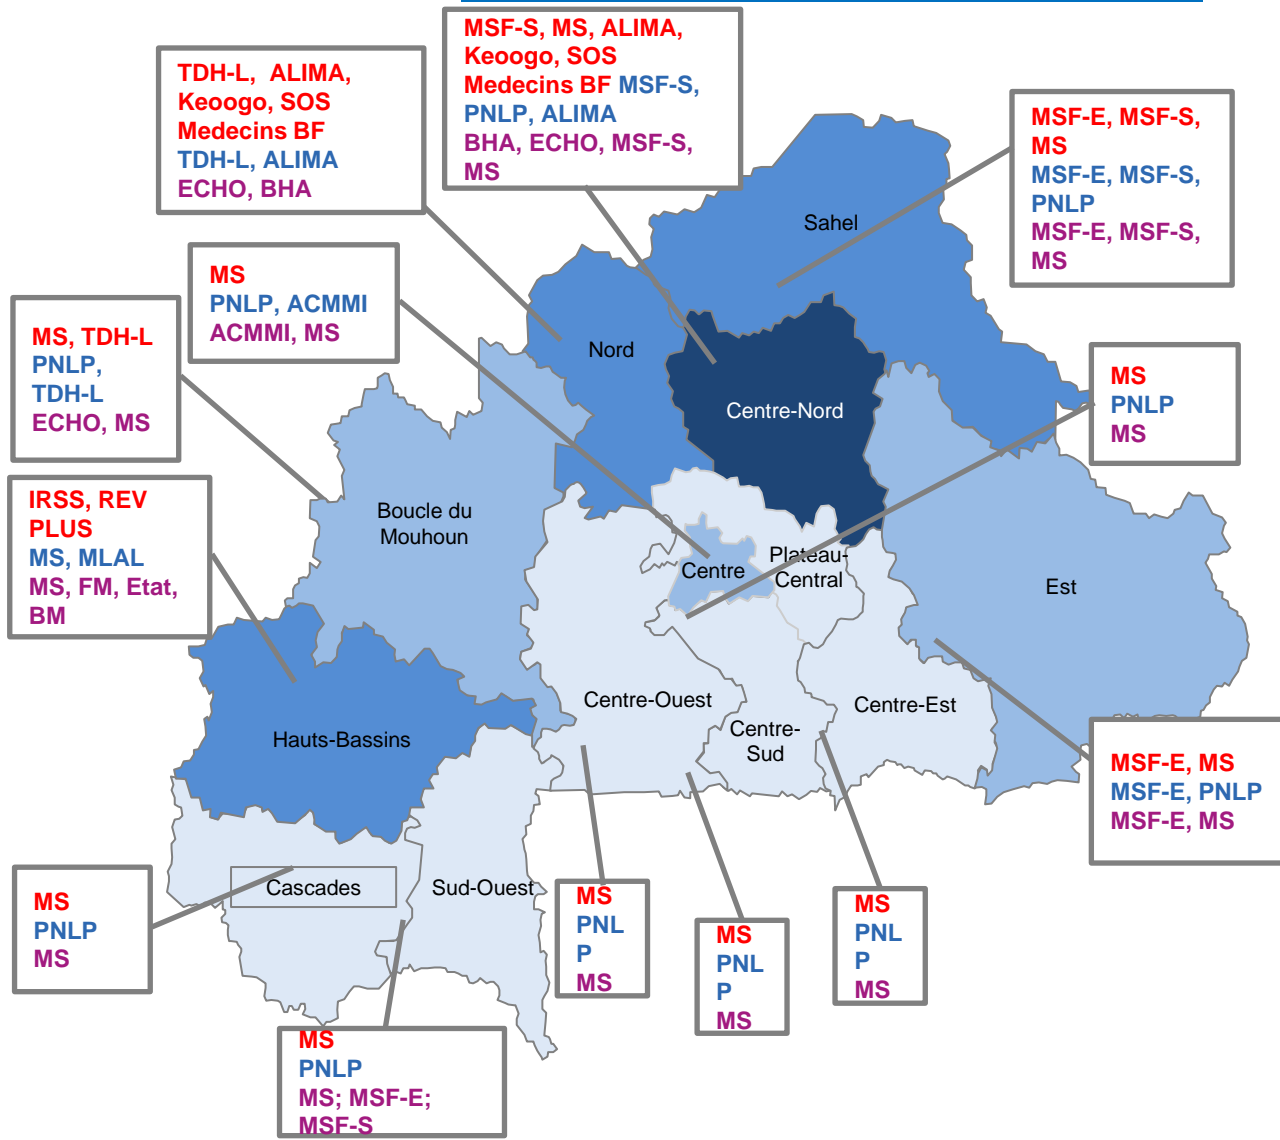 MSF-S, MS, ALIMA,
Keoogo, SOS
Medecins BF MSF-S,
PNLP, ALIMA
BHA, ECHO, MSF-S,
MS
TDH-L, ALIMA,
Keoogo, SOS
Medecins BF
TDH-L, ALIMA
ECHO, BHA
MSF-E, MSF-S,
MS
MSF-E, MSF-S,
PNLP
MSF-E, MSF-S,
MS
Sahel
MS
PNLP, ACMMI
ACMMI, MS
MS, TDH-L
PNLP,
TDH-L
ECHO, MS
Nord
Centre-Nord
MS
PNLP
MS
IRSS, REV
PLUS
MS, MLAL
MS, FM, Etat,
BM
Boucle du
Mouhoun
Centre
Plateau-
Central
Est
Centre-Ouest
Centre-
Sud
Centre-Est
Hauts-Bassins
MSF-E, MS
MSF-E, PNLP
MSF-E, MS
Cascades
Sud-Ouest
MS
PNLP
MS
MS
PNL
P
MS
MS
PNL
P
MS
MS
PNL
P
MS
MS
PNLP
MS; MSF-E;
MSF-S